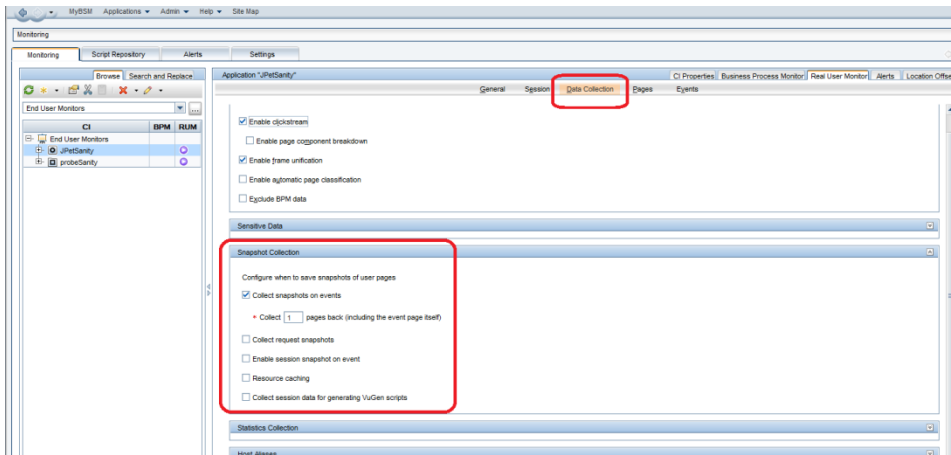 MyBSM Applications Admin Help Site Map
Monitoring
Monitoring Script Repository Alerts Settings
Browse Search and Replace
Application "JPetSanity"
CI Properties Business Process Monitor Real User Monitor Alerts Location Offse
General Session Data Collection Pages Events
End User Monitors ...
CI BPM RUM
End User Monitors
JPetSanity
probeSanity
Enable clickstream
Enable page component breakdown
Enable frame unification
Enable automatic page classification
Exclude BPM data
Sensitive Data
Snapshot Collection
Configure when to save snapshots of user pages
Collect snapshots on events
* Collect 1 pages back (including the event page itself)
Collect request snapshots
Enable session snapshot on event
Resource caching
Collect session data for generating VuGen scripts
Statistics Collection
Host Aliases